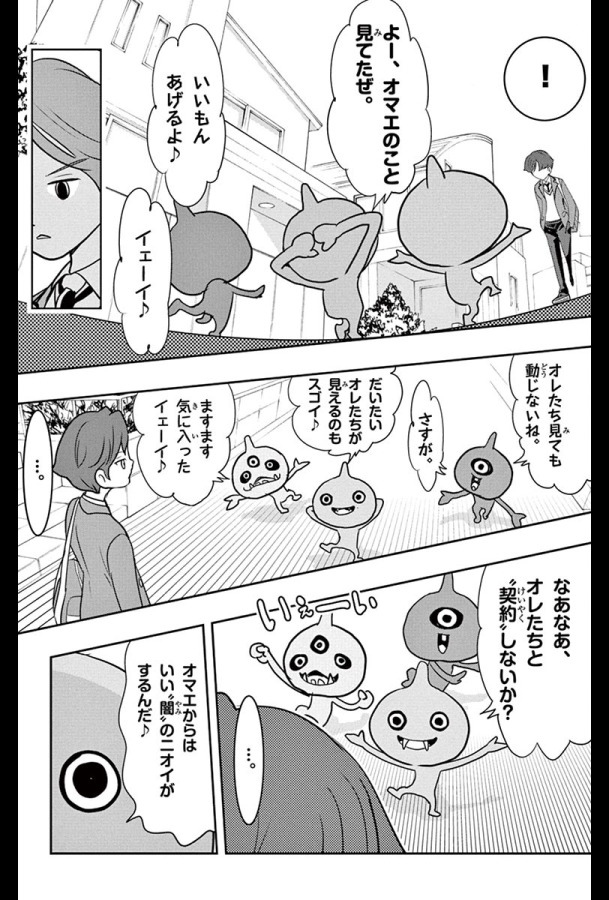 ！
よー、オマエのこと
見てたぜ。
いいもん
あげるよ♪
イェーイ♪
オレたち見ても
動じないね。
さすが。
だいたい
オレたちが
見えるのも
スゴイ♪
ますます
気に入った
イェーイ♪
…。
なあなあ、
オレたちと
〝契約〟しないか？
いぇーい
…。
オマエからは
いい〝闇〟のニオイが
するんだ♪